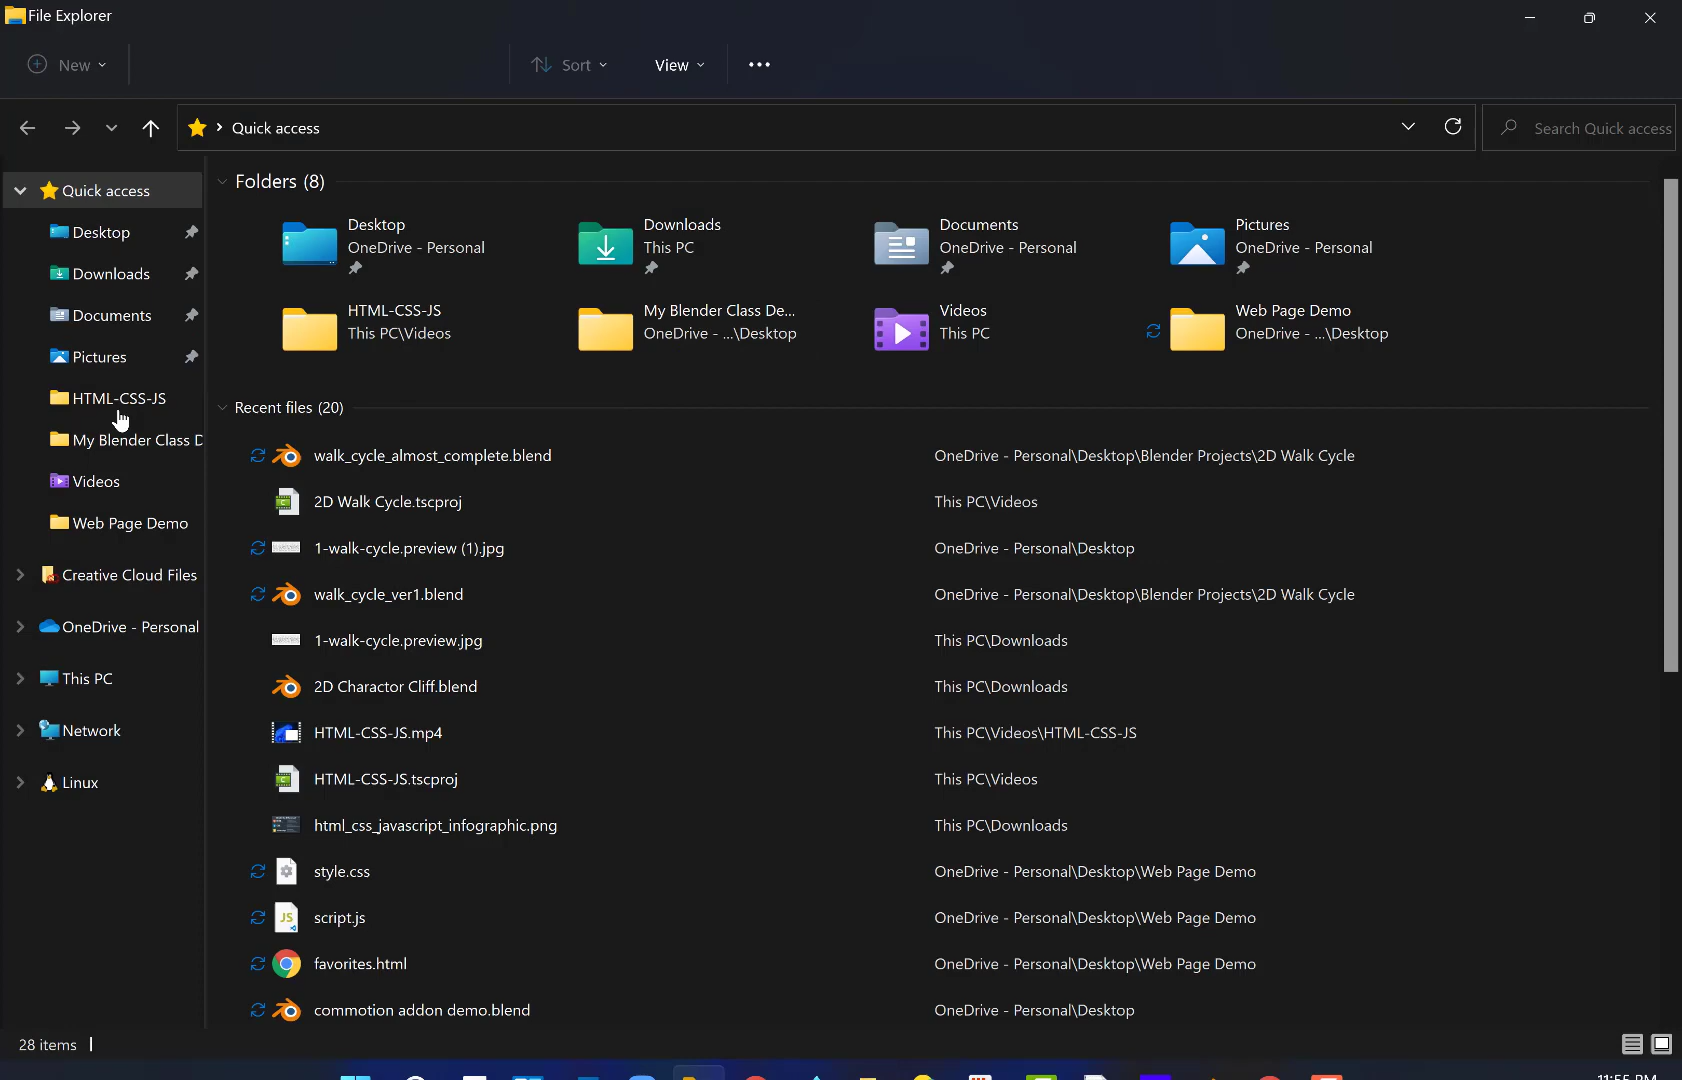 File Explorer
New
Sort
View
Quick access
Search Quick access
Quick access
Desktop
Downloads
Documents
Pictures
HTML-CSS-JS
My Blender Class D
Videos
Web Page Demo
Creative Cloud Files
OneDrive - Personal
This PC
Network
Linux
Folders (8)
Desktop
OneDrive - Personal
Downloads
This PC
Documents
OneDrive - Personal
Pictures
OneDrive - Personal
HTML-CSS-JS
This PC\Videos
My Blender Class De...
OneDrive - ...\Desktop
Videos
This PC
Web Page Demo
OneDrive - ...\Desktop
Recent files (20)
walk_cycle_almost_complete.blend OneDrive - Personal\Desktop\Blender Projects\2D Walk Cycle
2D Walk Cycle.tscproj This PC\Videos
1-walk-cycle.preview (1).jpg OneDrive - Personal\Desktop
walk_cycle_ver1.blend OneDrive - Personal\Desktop\Blender Projects\2D Walk Cycle
1-walk-cycle.preview.jpg This PC\Downloads
2D Charactor Cliff.blend This PC\Downloads
HTML-CSS-JS.mp4 This PC\Videos\HTML-CSS-JS
HTML-CSS-JS.tscproj This PC\Videos
html_css_javascript_infographic.png This PC\Downloads
style.css OneDrive - Personal\Desktop\Web Page Demo
script.js OneDrive - Personal\Desktop\Web Page Demo
favorites.html OneDrive - Personal\Desktop\Web Page Demo
commotion addon demo.blend OneDrive - Personal\Desktop
28 items
11:55 PM